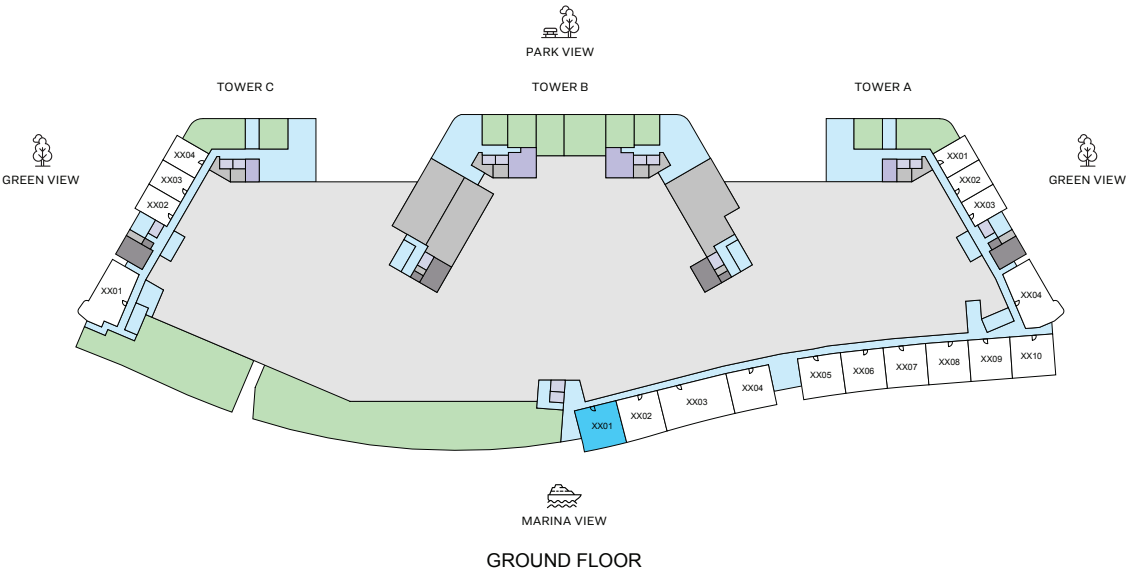 PARK VIEW
TOWER C
TOWER B
TOWER A
GREEN VIEW
GREEN VIEW
XX04
XX03
XX02
XX01
XX01
XX02
XX03
XX04
XX01
XX02
XX03
XX04
XX05
XX06
XX07
XX08
XX09
XX10
MARINA VIEW
GROUND FLOOR